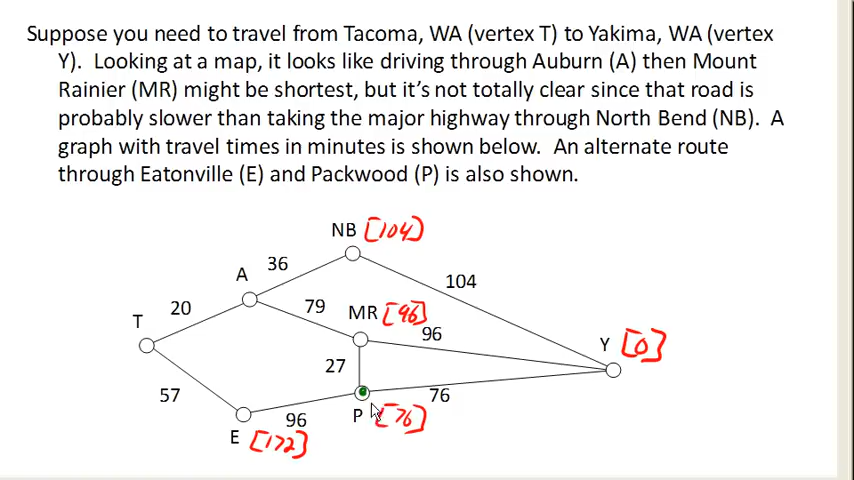 Suppose you need to travel from Tacoma, WA (vertex T) to Yakima, WA (vertex
Y).  Looking at a map, it looks like driving through Auburn (A) then Mount
Rainier (MR) might be shortest, but it’s not totally clear since that road is
probably slower than taking the major highway through North Bend (NB).  A
graph with travel times in minutes is shown below.  An alternate route
through Eatonville (E) and Packwood (P) is also shown.
NB [104]
A 36
104
T 20 79 MR [96]
96
Y [0]
27
57 76
96 P [76]
E [172]